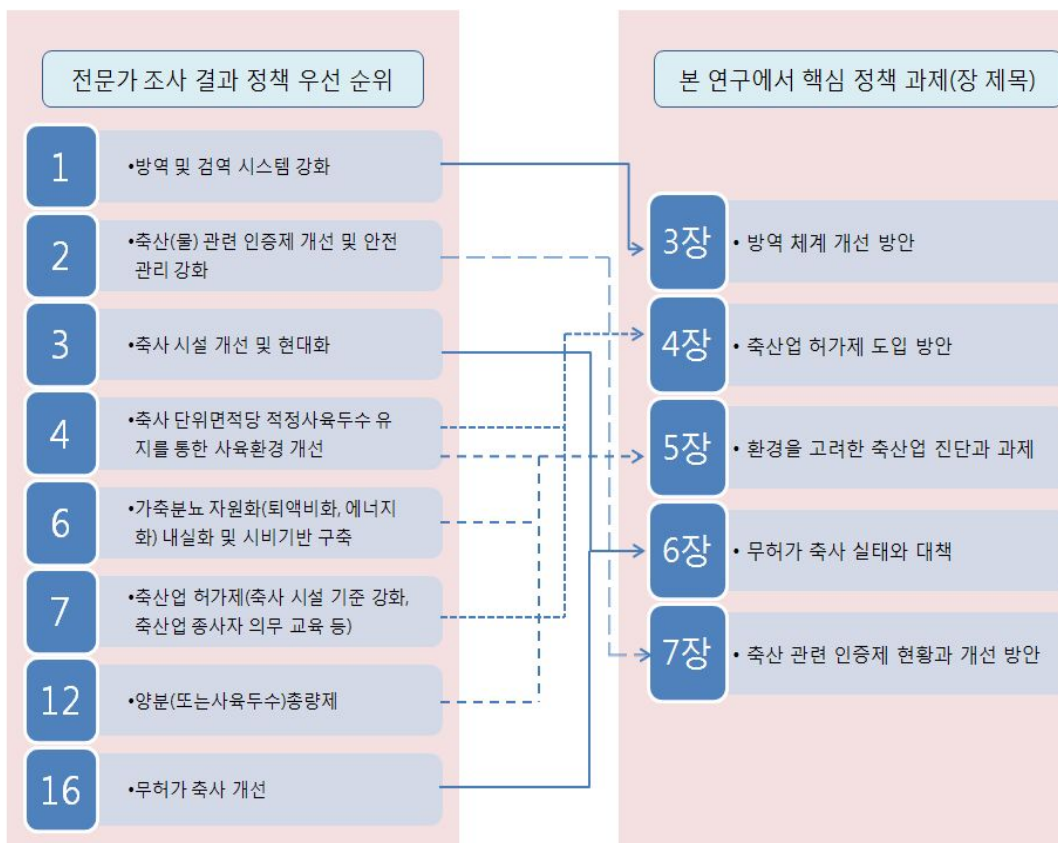 전문가 조사 결과 정책 우선 순위
1
•방역 및 검역 시스템 강화
2
•축산(물) 관련 인증제 개선 및 안전
관리 강화
3
•축사 시설 개선 및 현대화
4
•축사 단위면적당 적정사육두수 유
지를 통한 사육환경 개선
6
•가축분뇨 자원화(퇴액비화, 에너지
화) 내실화 및 시비기반 구축
7
•축산업 허가제(축사 시설 기준 강화,
축산업 종사자 의무 교육 등)
12
•양분(또는사육두수)총량제
16
•무허가 축사 개선
본 연구에서 핵심 정책 과제(장 제목)
3장
• 방역 체계 개선 방안
4장
• 축산업 허가제 도입 방안
5장
• 환경을 고려한 축산업 진단과 과제
6장
• 무허가 축사 실태와 대책
7장
• 축산 관련 인증제 현황과 개선 방안